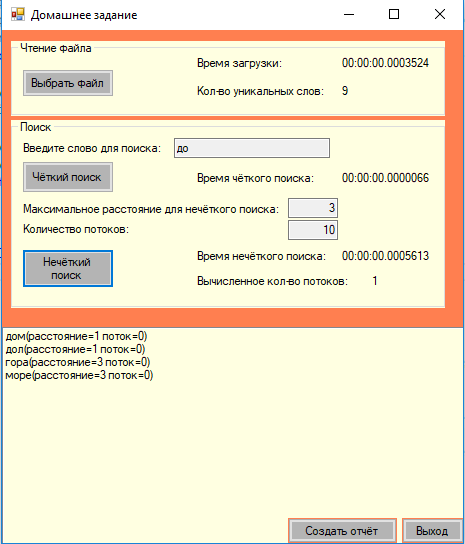 Домашнее задание
Чтение файла
Выбрать файл
Время загрузки: 00:00:00.0003524
Кол-во уникальных слов: 9
Поиск
Введите слово для поиска: до
Чёткий поиск
Время чёткого поиска: 00:00:00.0000066
Максимальное расстояние для нечёткого поиска: 3
Количество потоков: 10
Нечёткий
поиск
Время нечёткого поиска: 00:00:00.0005613
Вычисленное кол-во потоков: 1
дом(расстояние=1 поток=0)
дол(расстояние=1 поток=0)
гора(расстояние=3 поток=0)
море(расстояние=3 поток=0)
Создать отчёт
Выход